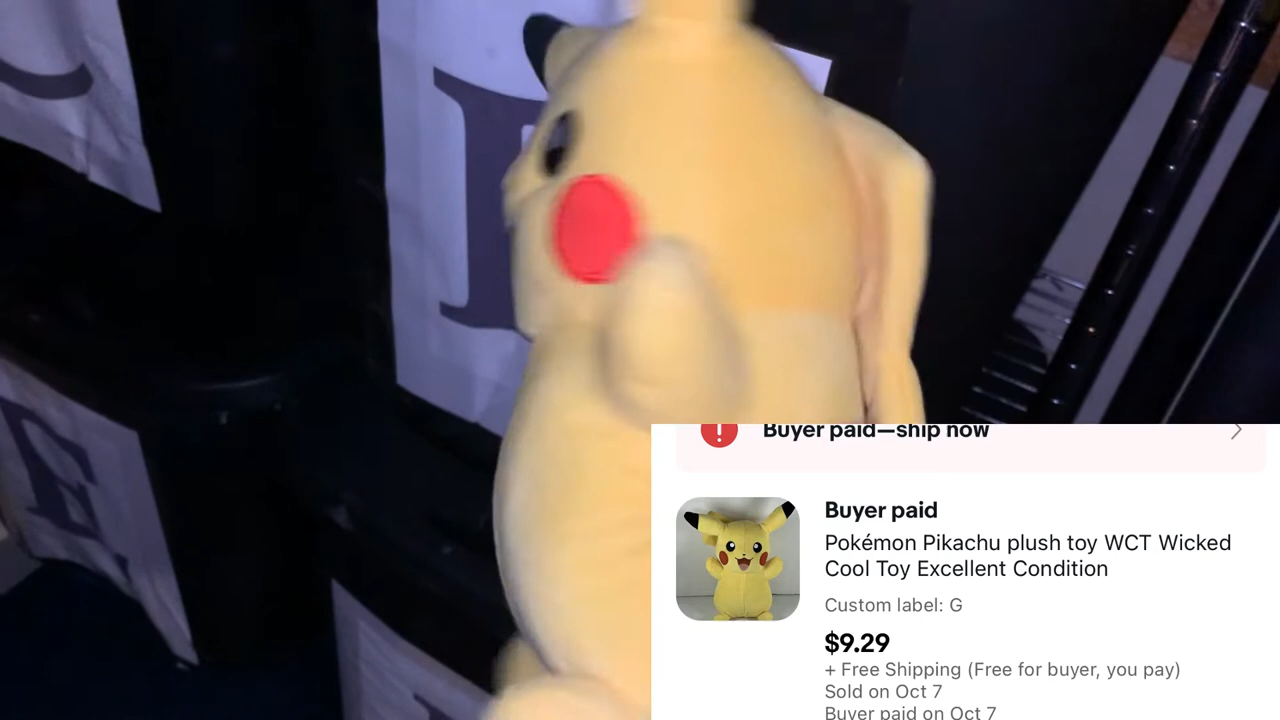 E
Buyer paid—ship now
Buyer paid
Pokémon Pikachu plush toy WCT Wicked
Cool Toy Excellent Condition
Custom label: G
$9.29
+ Free Shipping (Free for buyer, you pay)
Sold on Oct 7
Buyer paid on Oct 7